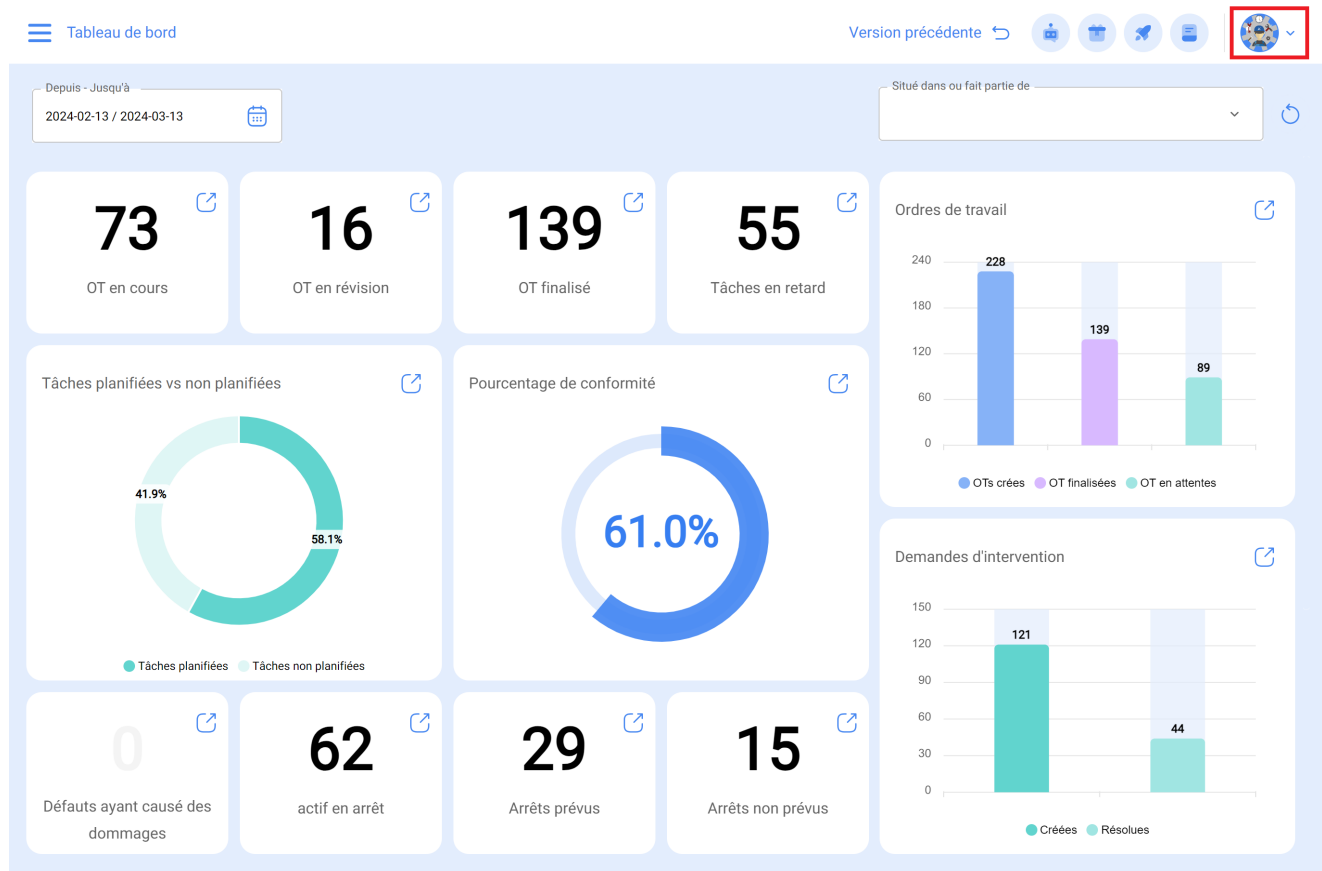 Tableau de bord
Version précédente
Depuis - Jusqu'à
2024-02-13 / 2024-03-13
Situé dans ou fait partie de
73
OT en cours
16
OT en révision
139
OT finalisé
55
Tâches en retard
Ordres de travail
240
180
120
60
0
228
139
89
OTs crées
OT finalisées
OT en attentes
Tâches planifiées vs non planifiées
41.9%
58.1%
Tâches planifiées
Tâches non planifiées
Pourcentage de conformité
61.0%
Demandes d'intervention
150
120
90
60
30
0
121
44
Créées
Résolues
0
Défauts ayant causé des
dommages
62
actif en arrêt
29
Arrêts prévus
15
Arrêts non prévus